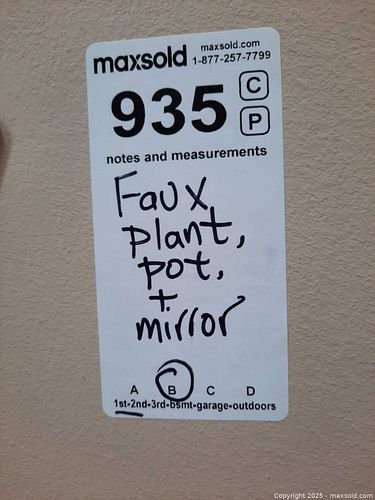 maxsold
maxsold.com
1-877-257-7799
935
C
P
notes and measurements
Faux
plant,
pot,
+
mirror
A B C D
1st-2nd-3rd-bsmt-garage-outdoors
Copyright 2025 - maxsold.com